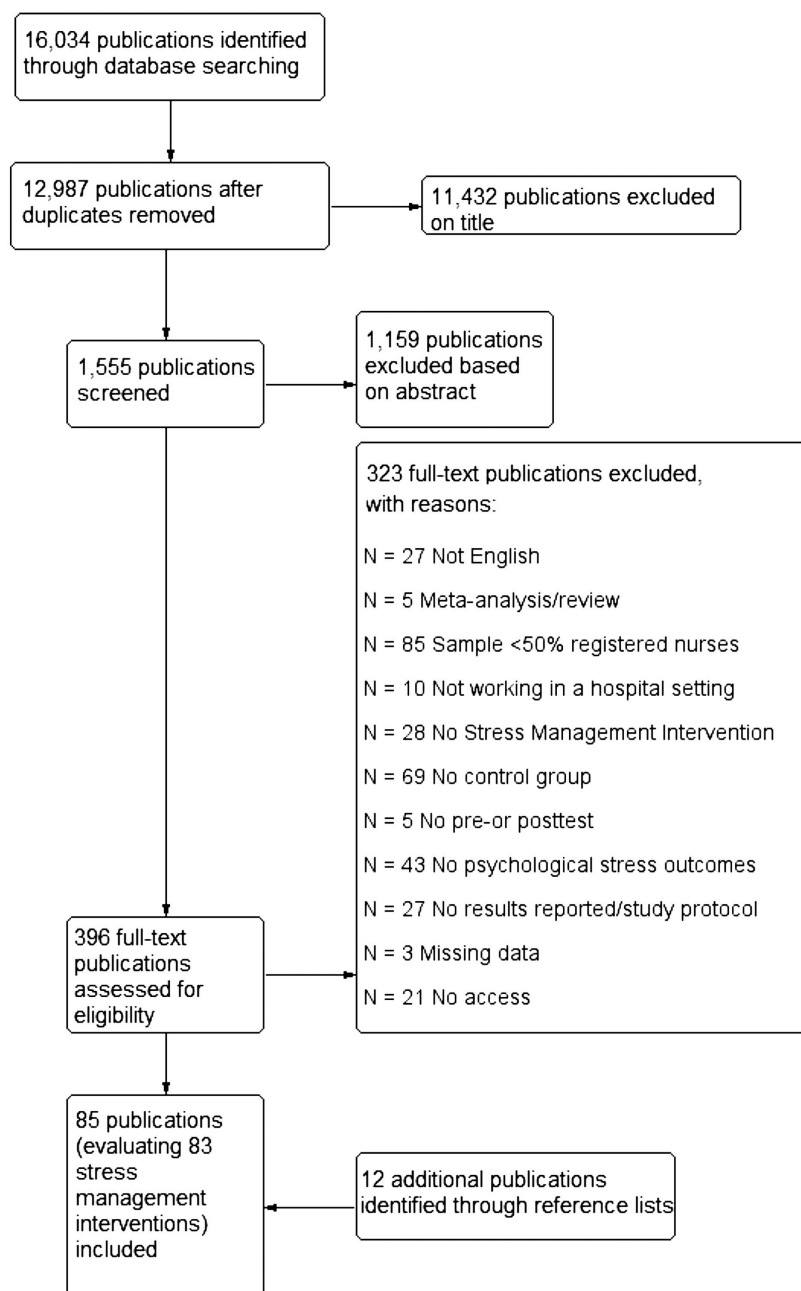 16,034 publications identified
through database searching
12,987 publications after
duplicates removed
11,432 publications excluded
on title
1,555 publications
screened
1,159 publications
excluded based
on abstract
323 full-text publications excluded,
with reasons:
N = 27 Not English
N = 5 Meta-analysis/review
N = 85 Sample <50% registered nurses
N = 10 Not working in a hospital setting
N = 28 No Stress Management Intervention
N = 69 No control group
N = 5 No pre-or posttest
N = 43 No psychological stress outcomes
N = 27 No results reported/study protocol
N = 3 Missing data
N = 21 No access
396 full-text
publications
assessed for
eligibility
85 publications
(evaluating 83
stress
management
interventions)
included
12 additional publications
identified through reference lists